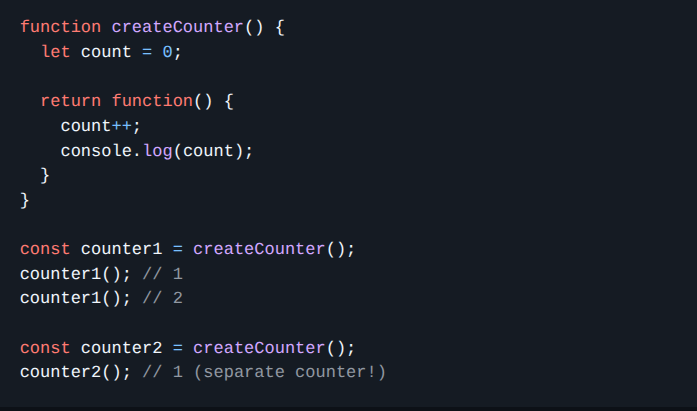 function createCounter() {
  let count = 0;

  return function() {
    count++;
    console.log(count);
  }
}

const counter1 = createCounter();
counter1(); // 1
counter1(); // 2

const counter2 = createCounter();
counter2(); // 1 (separate counter!)